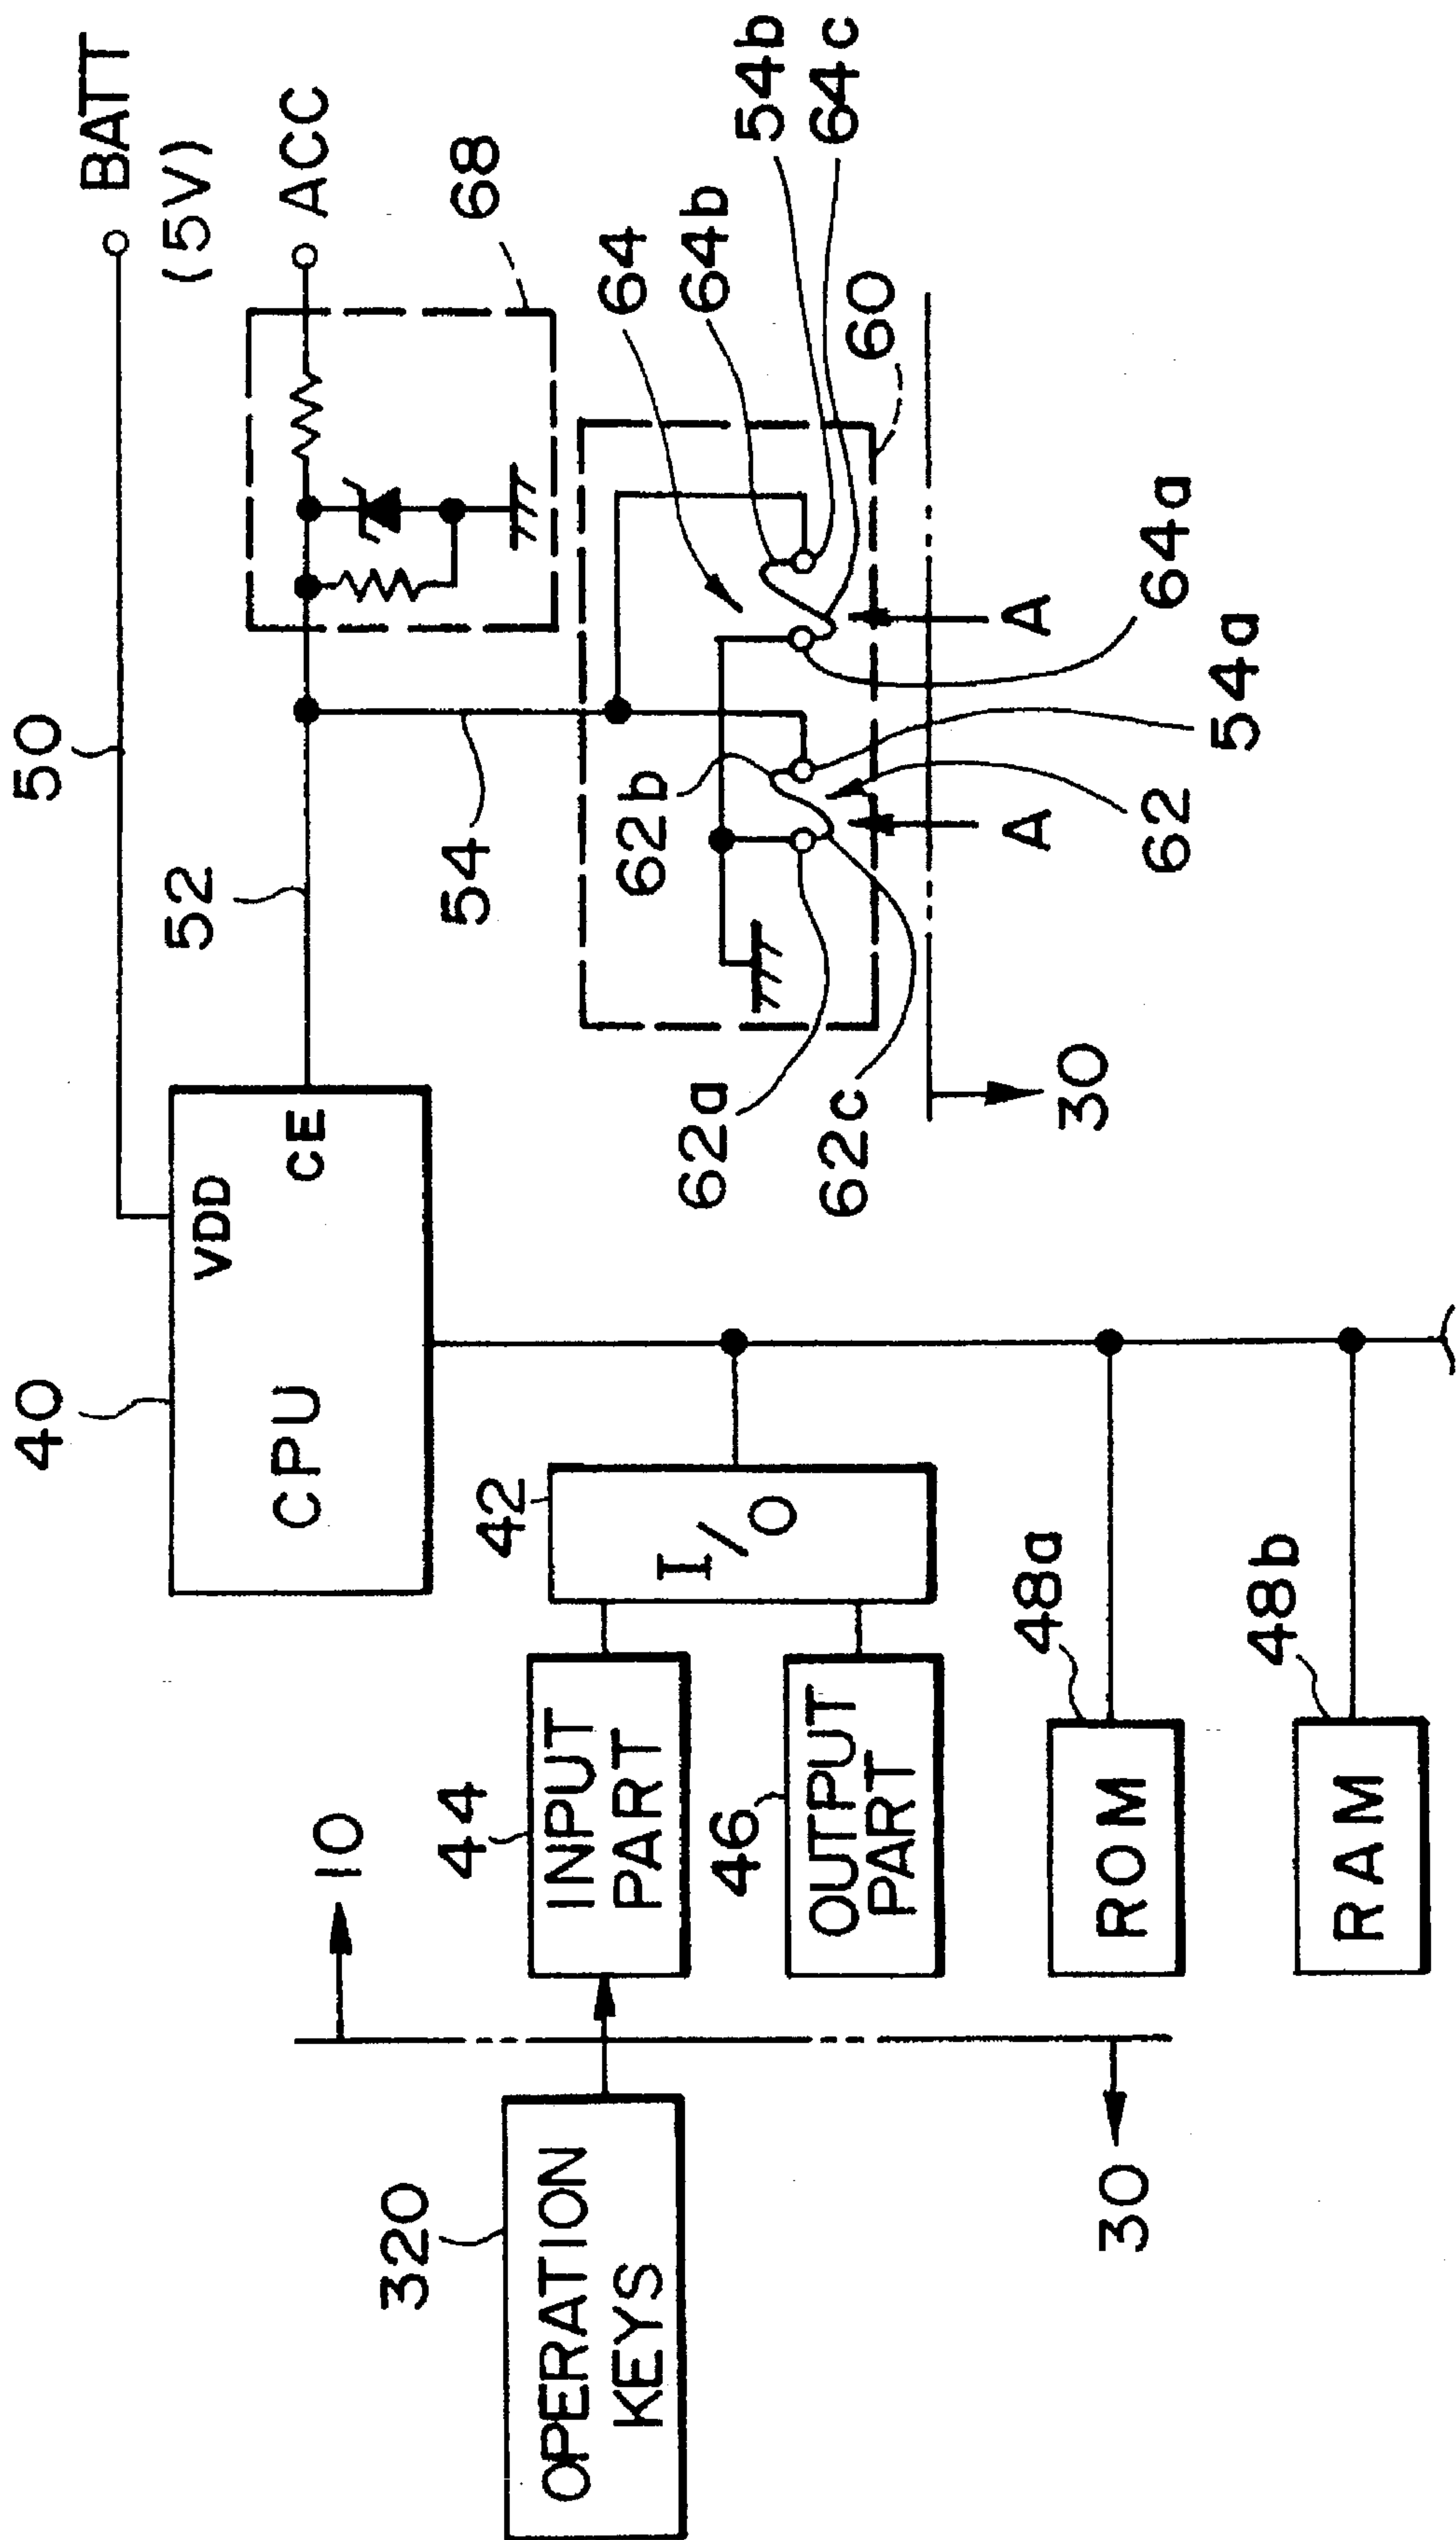 BATT
(5V)
ACC
50
52
68
40
VDD
CE
CPU
54
64
64b
54b
64c
60
62b
62a
62c
A
A
64a
54a
62
30
42
I/O
10
44
INPUT
PART
46
OUTPUT
PART
320
OPERATION
KEYS
48a
ROM
48b
RAM
30